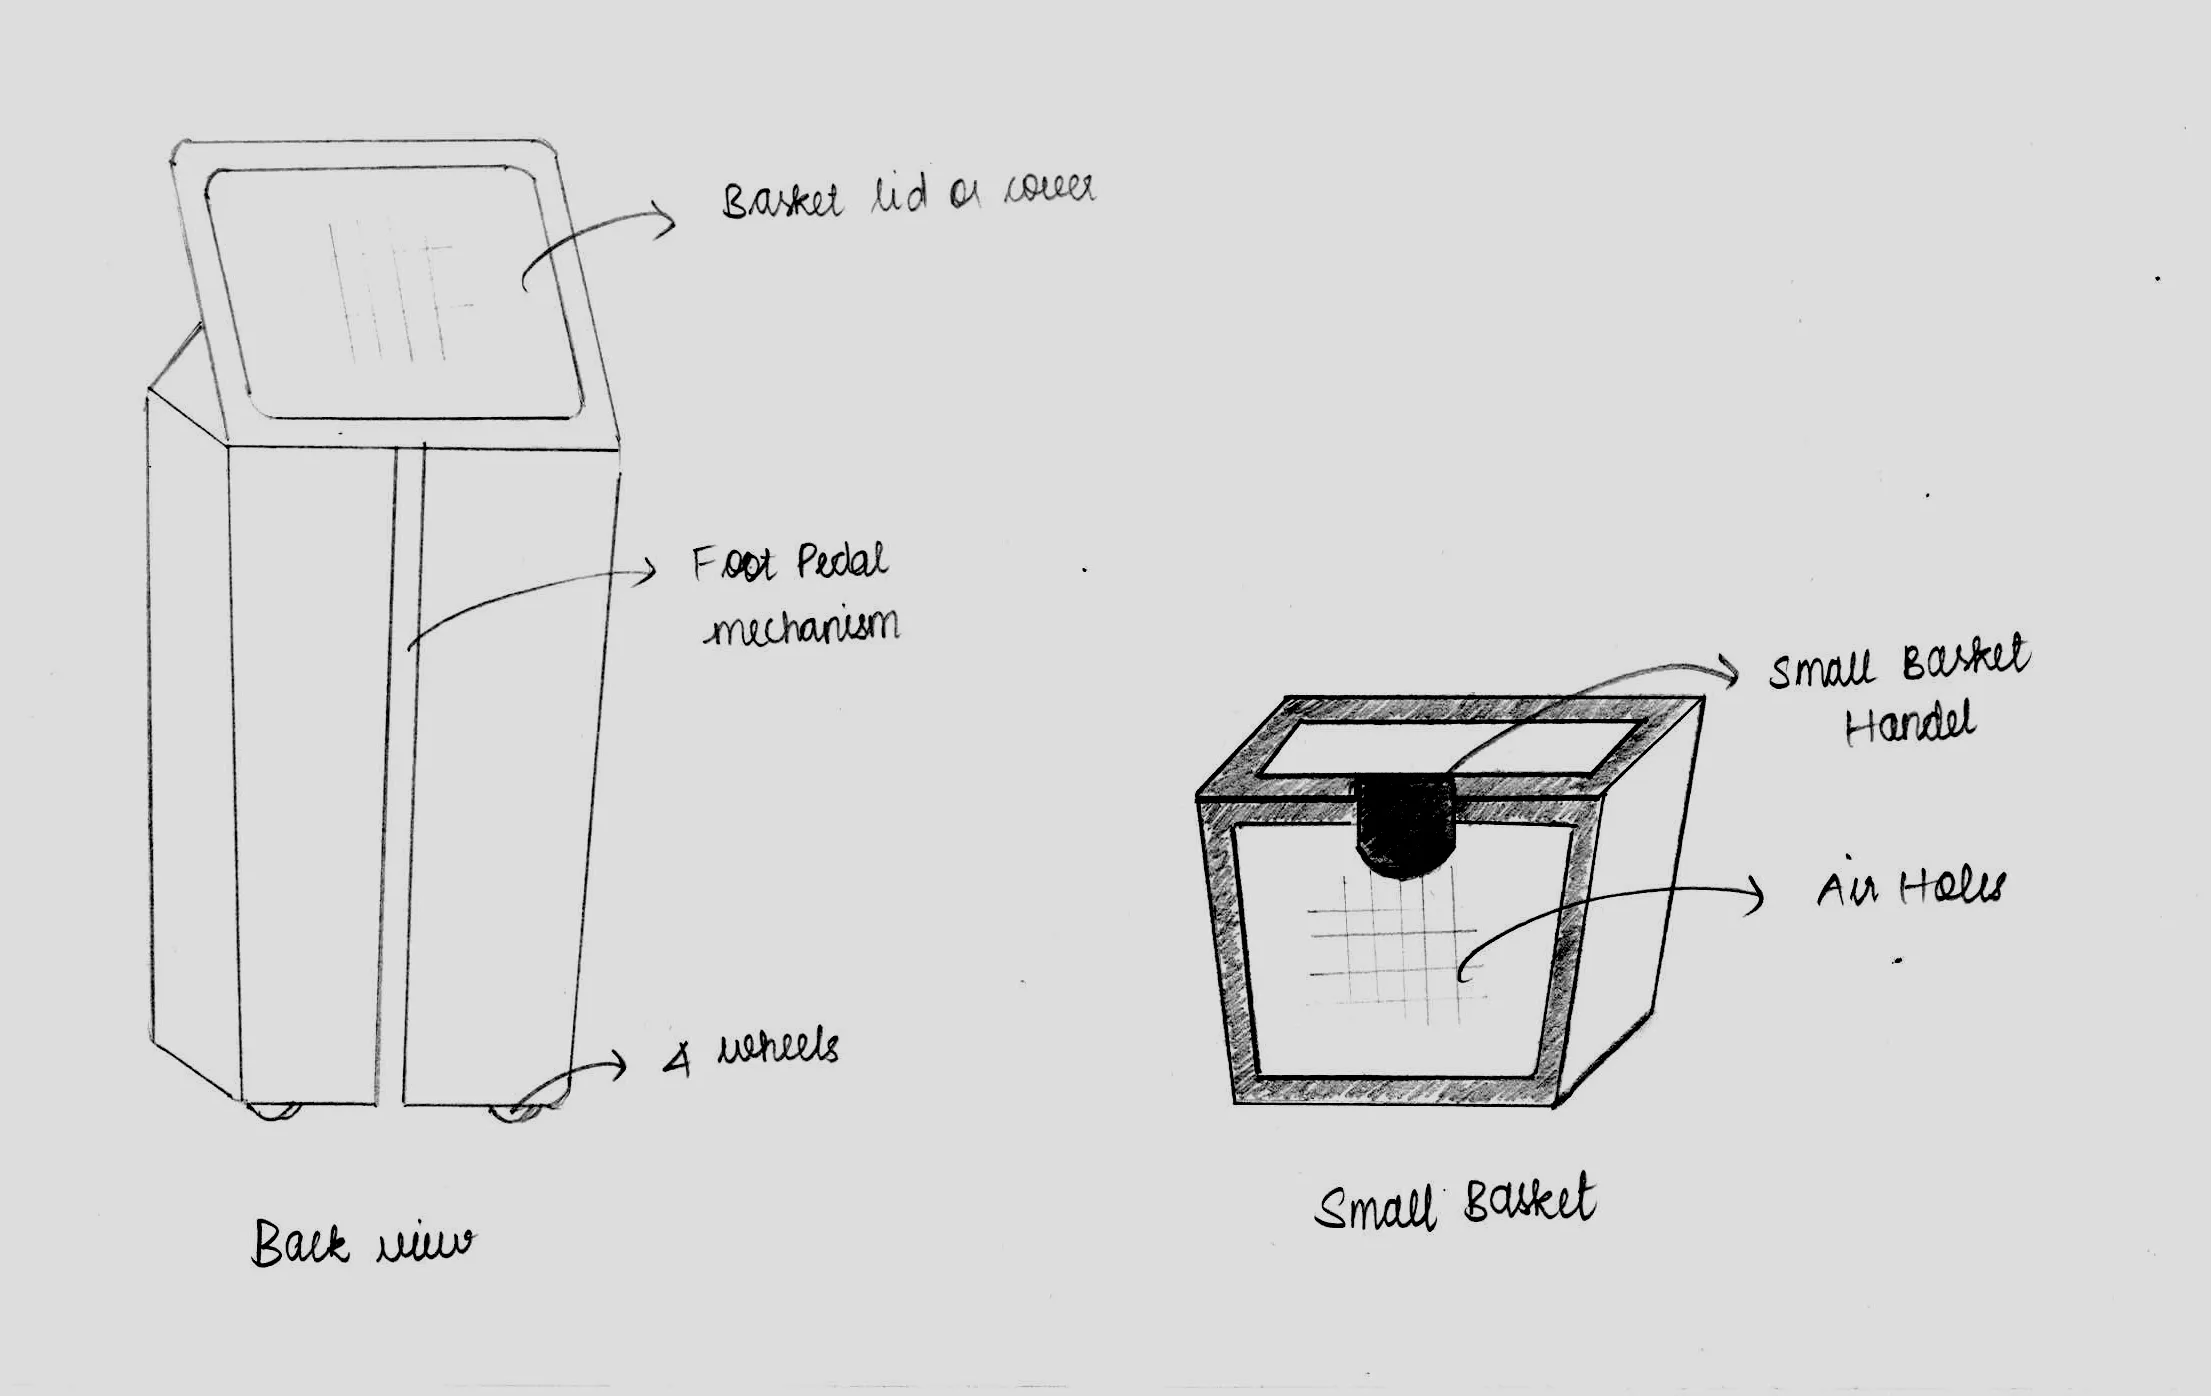 Basket lid or cover
Foot Pedal
mechanism
4 wheels
Back view
Small Basket
Handel
Air Holes
Small Basket